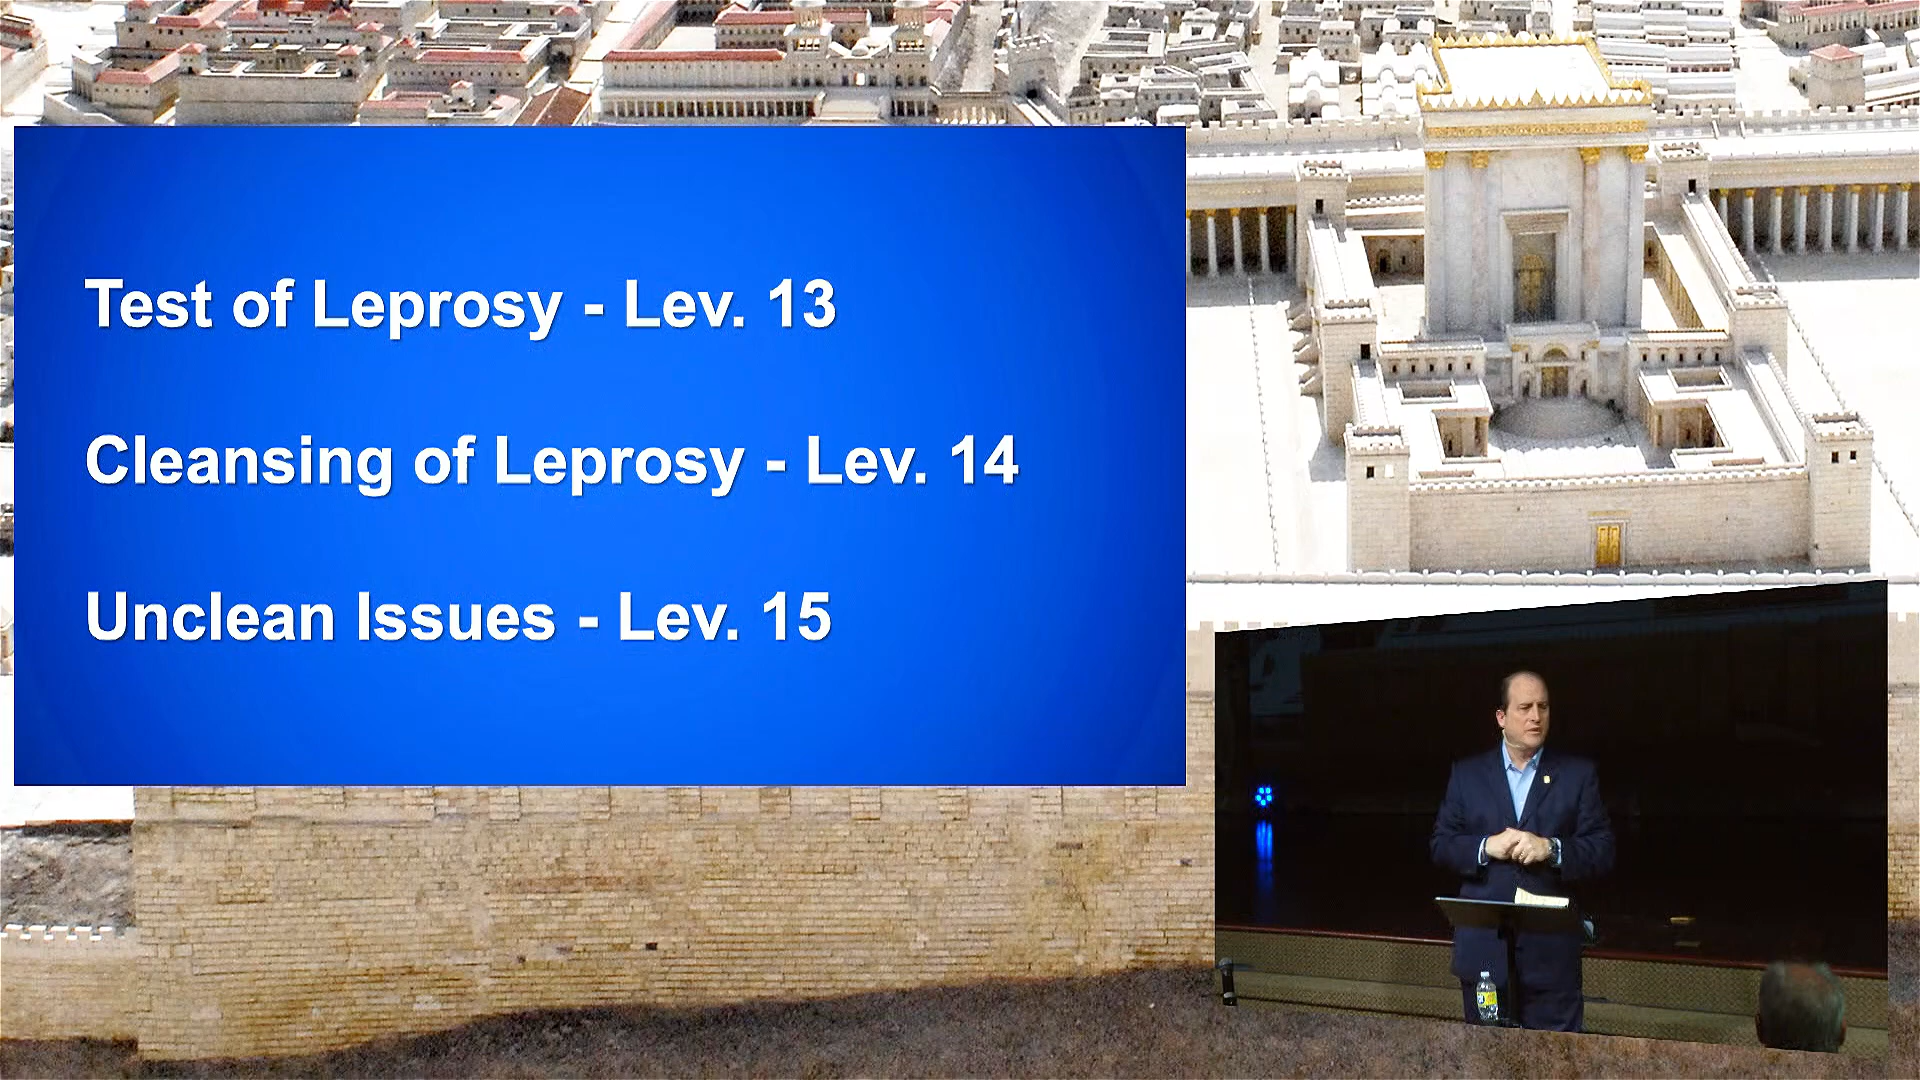 Test of Leprosy - Lev. 13
Cleansing of Leprosy - Lev. 14
Unclean Issues - Lev. 15